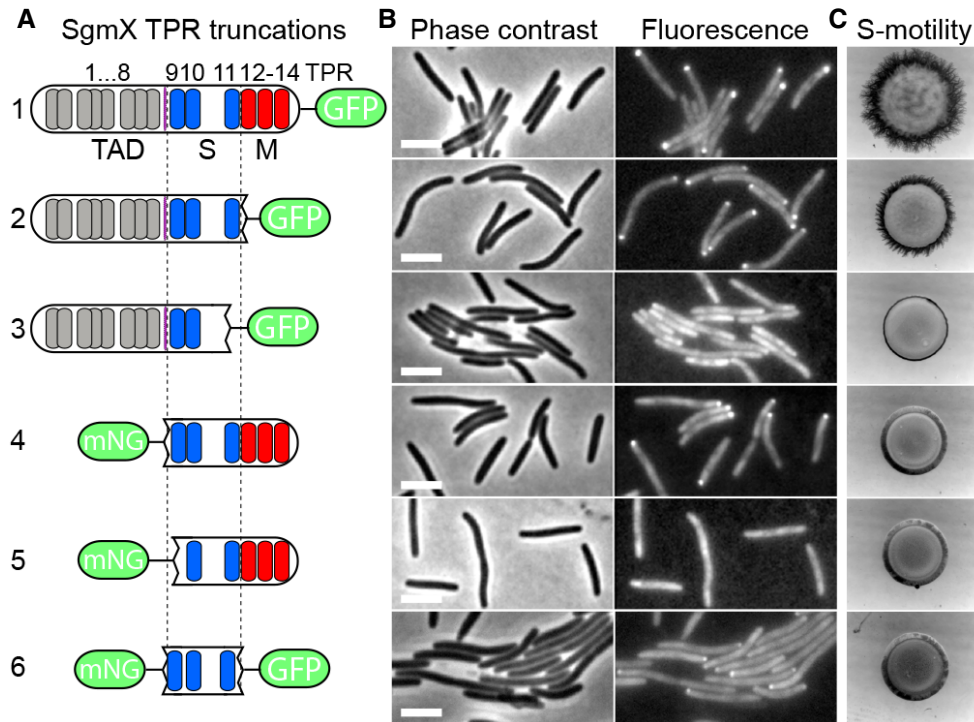 A
SgmX TPR truncations
B
Phase contrast
Fluorescence
C
S-motility
1...8 910 11 12-14 TPR
1
GFP
TAD S M
2
GFP
3
GFP
4
mNG
5
mNG
6
mNG
GFP